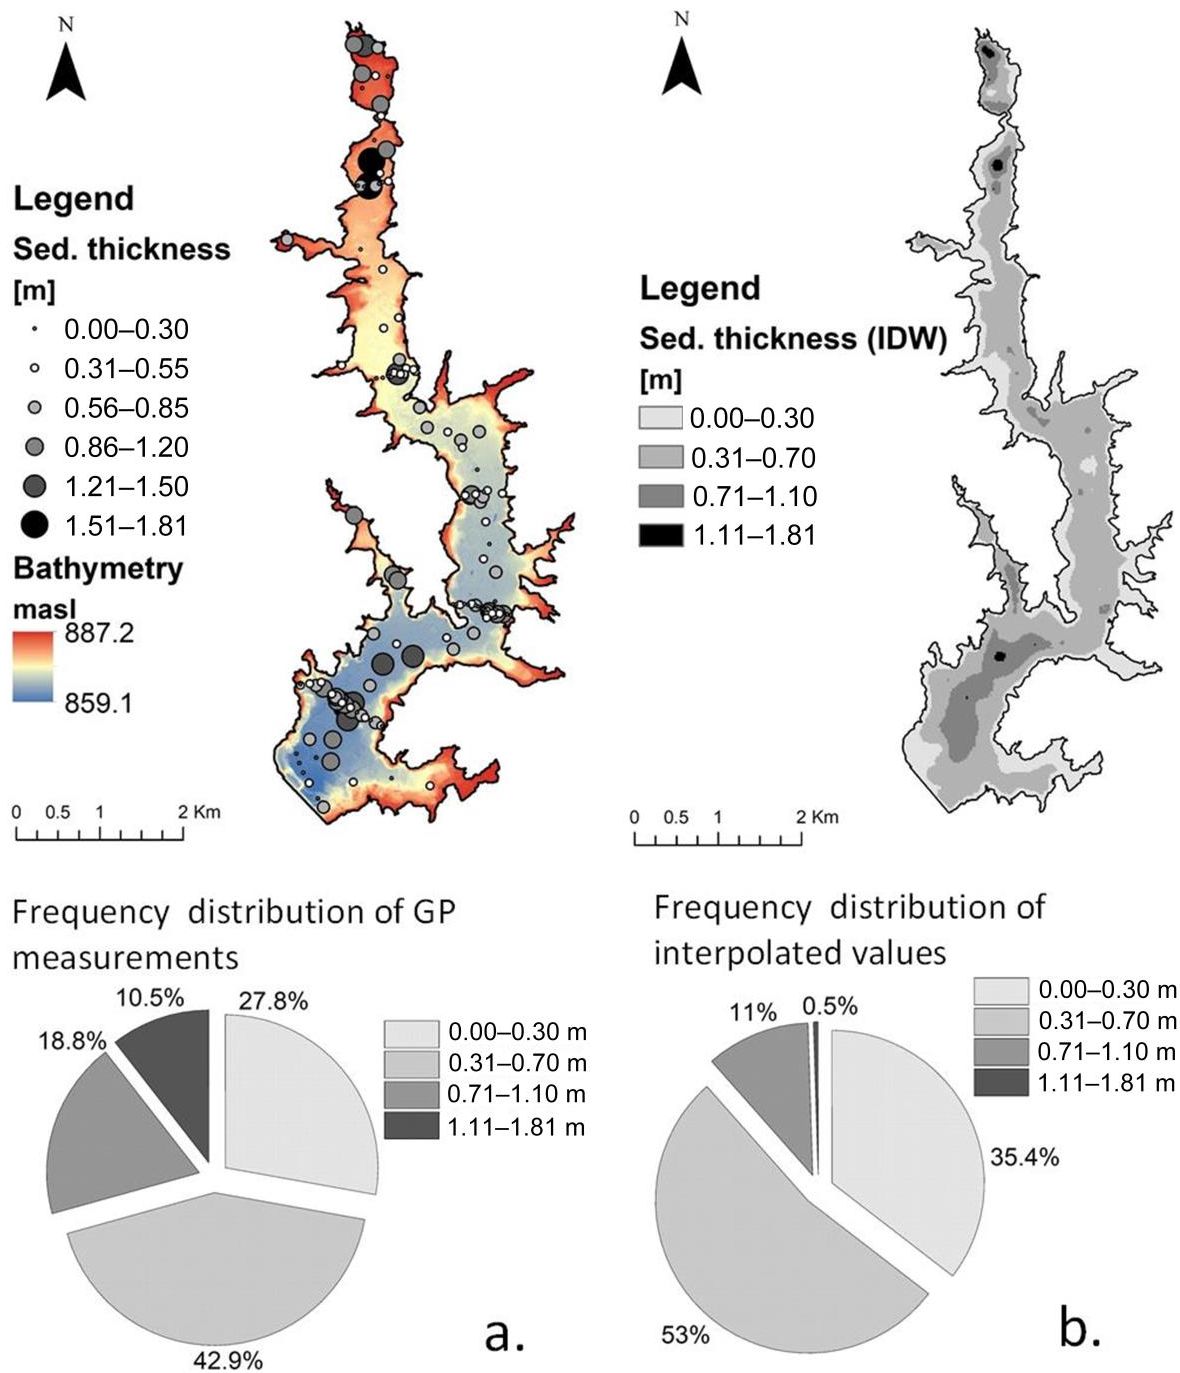 N
Legend
Sed. thickness
[m]
0.00–0.30
0.31–0.55
0.56–0.85
0.86–1.20
1.21–1.50
1.51–1.81
Bathymetry
masl
887.2
859.1
0 0.5 1 2 Km
N
Legend
Sed. thickness (IDW)
[m]
0.00–0.30
0.31–0.70
0.71–1.10
1.11–1.81
0 0.5 1 2 Km
Frequency distribution of GP
measurements
10.5%
27.8%
18.8%
42.9%
0.00–0.30 m
0.31–0.70 m
0.71–1.10 m
1.11–1.81 m
a.
Frequency distribution of
interpolated values
11%
0.5%
35.4%
53%
0.00–0.30 m
0.31–0.70 m
0.71–1.10 m
1.11–1.81 m
b.